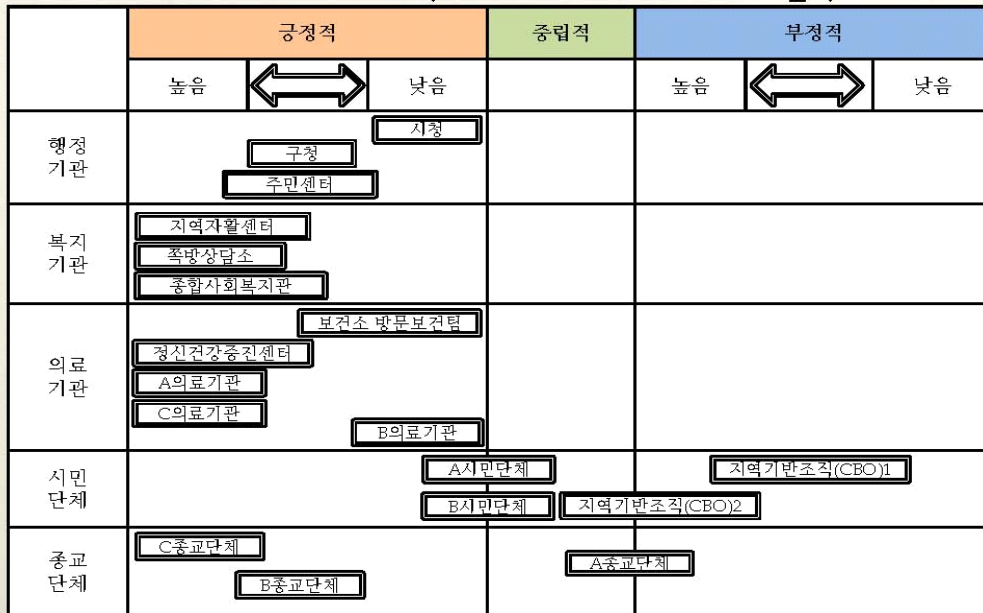 긍정적 중립적 부정적
높음 낮음 높음 낮음
행정
기관
시청
구청
주민센터
복지
기관
지역자활센터
쪽방상담소
종합사회복지관
의료
기관
보건소 방문보건팀
정신건강증진센터
A의료기관
C의료기관
B의료기관
시민
단체
A시민단체 지역기반조직(CBO)1
B시민단체 지역기반조직(CBO)2
종교
단체
C종교단체
A종교단체
B종교단체